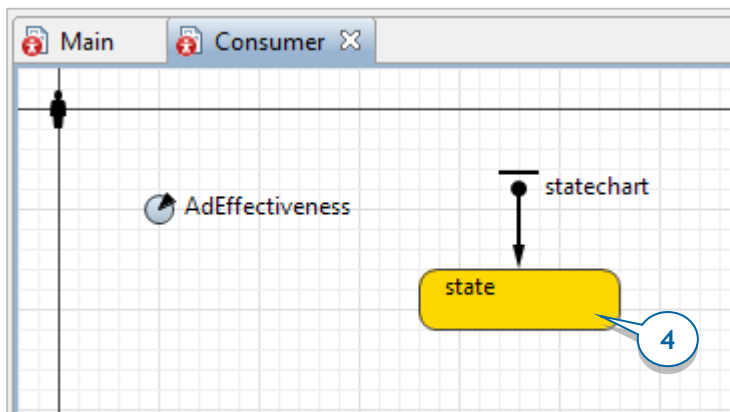 Main
Consumer
statechart
AdEffectiveness
state
4